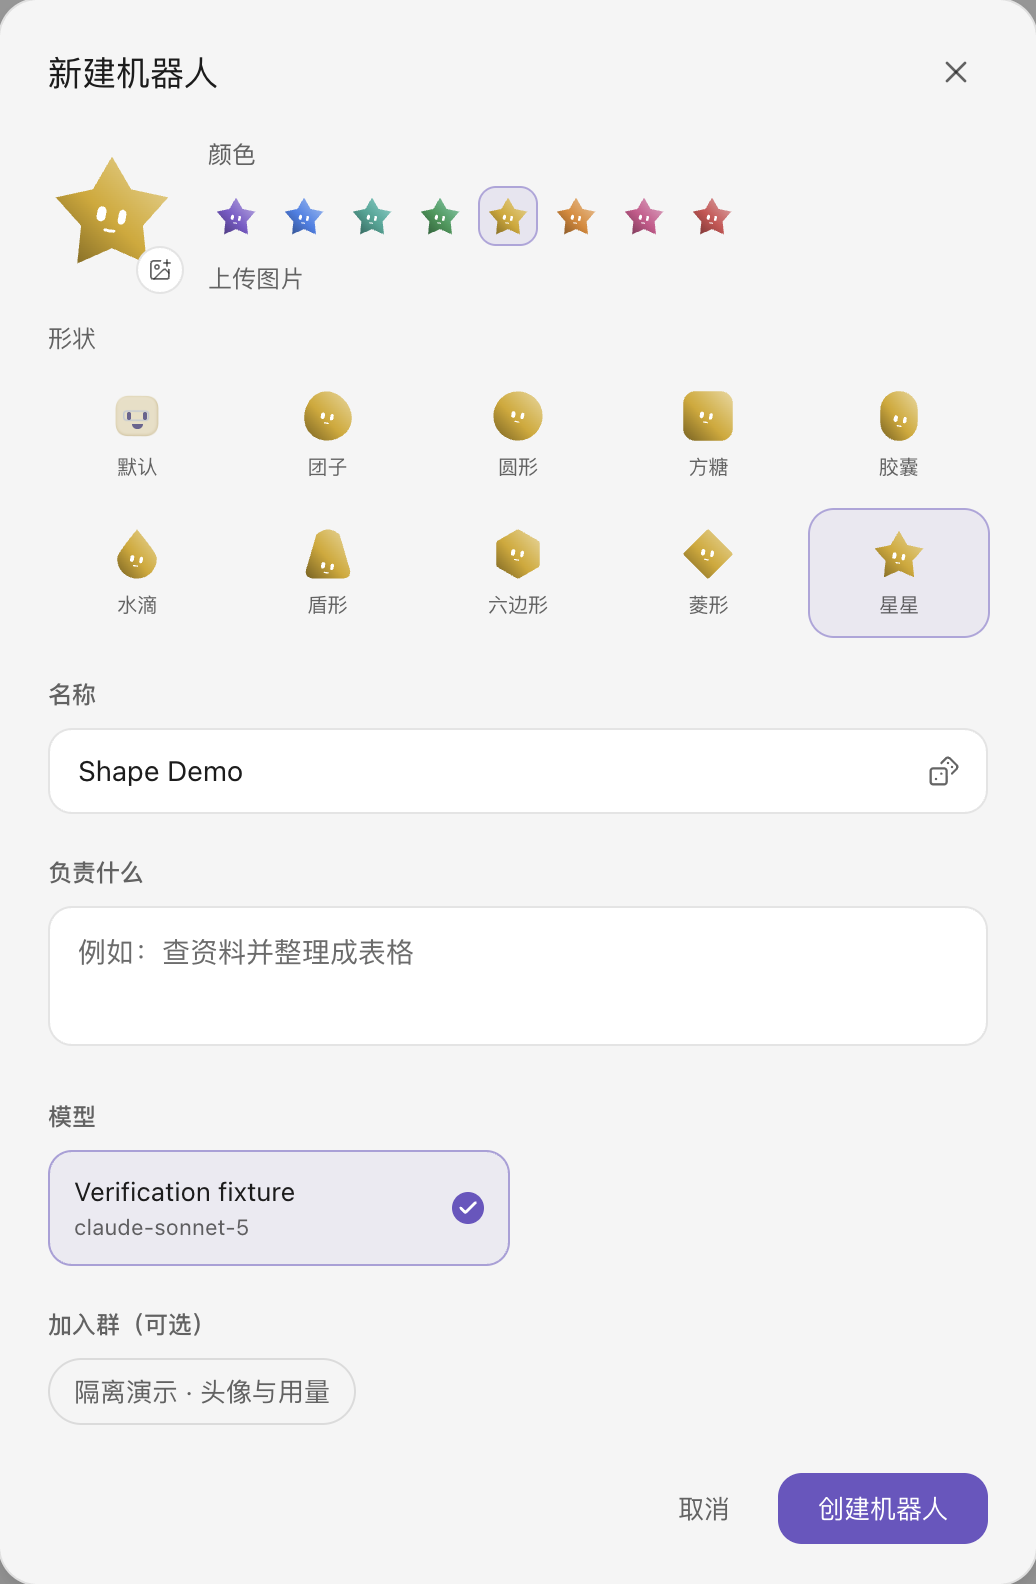 新建机器人
颜色
上传图片
形状
默认
团子
圆形
方糖
胶囊
水滴
盾形
六边形
菱形
星星
名称
Shape Demo
负责什么
例如：查资料并整理成表格
模型
Verification fixture
claude-sonnet-5
加入群（可选）
隔离演示 · 头像与用量
取消
创建机器人